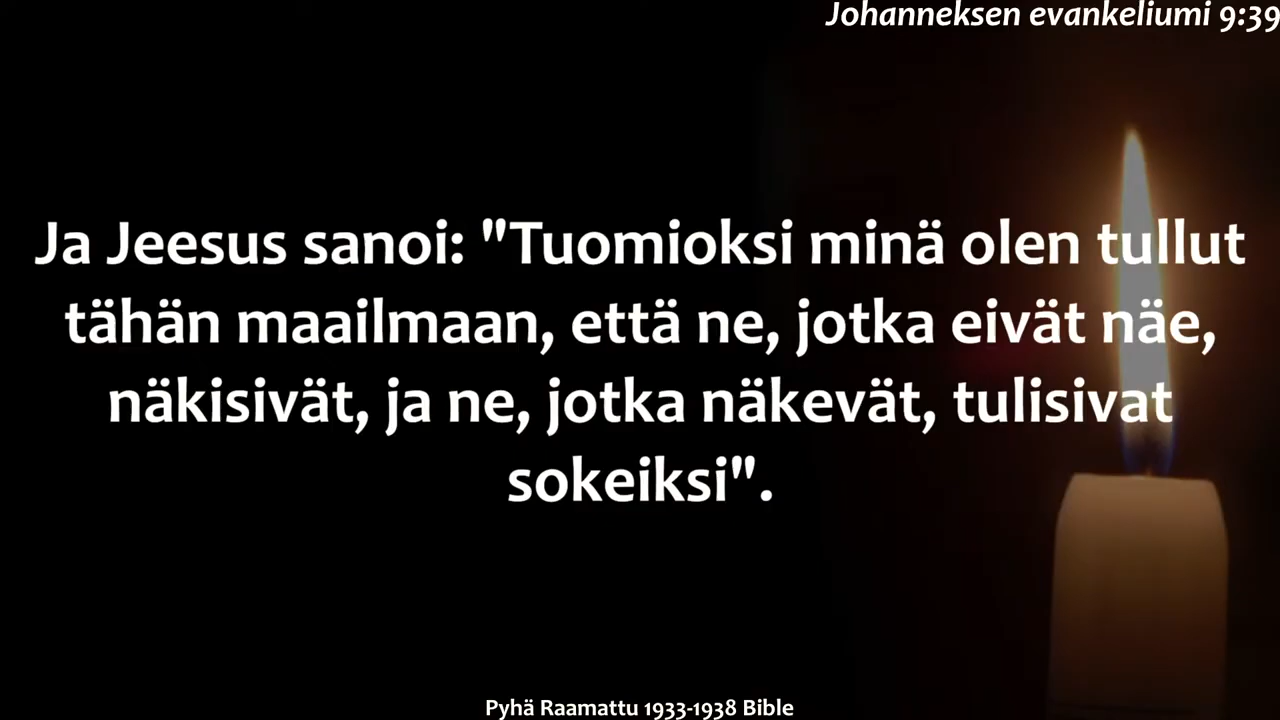 Johanneksen evankeliumi 9:39
Ja Jeesus sanoi: "Tuomioksi minä olen tullut
tähän maailmaan, että ne, jotka eivät näe,
näkisivät, ja ne, jotka näkevät, tulisivat
sokeiksi".
Pyhä Raamattu 1933-1938 Bible